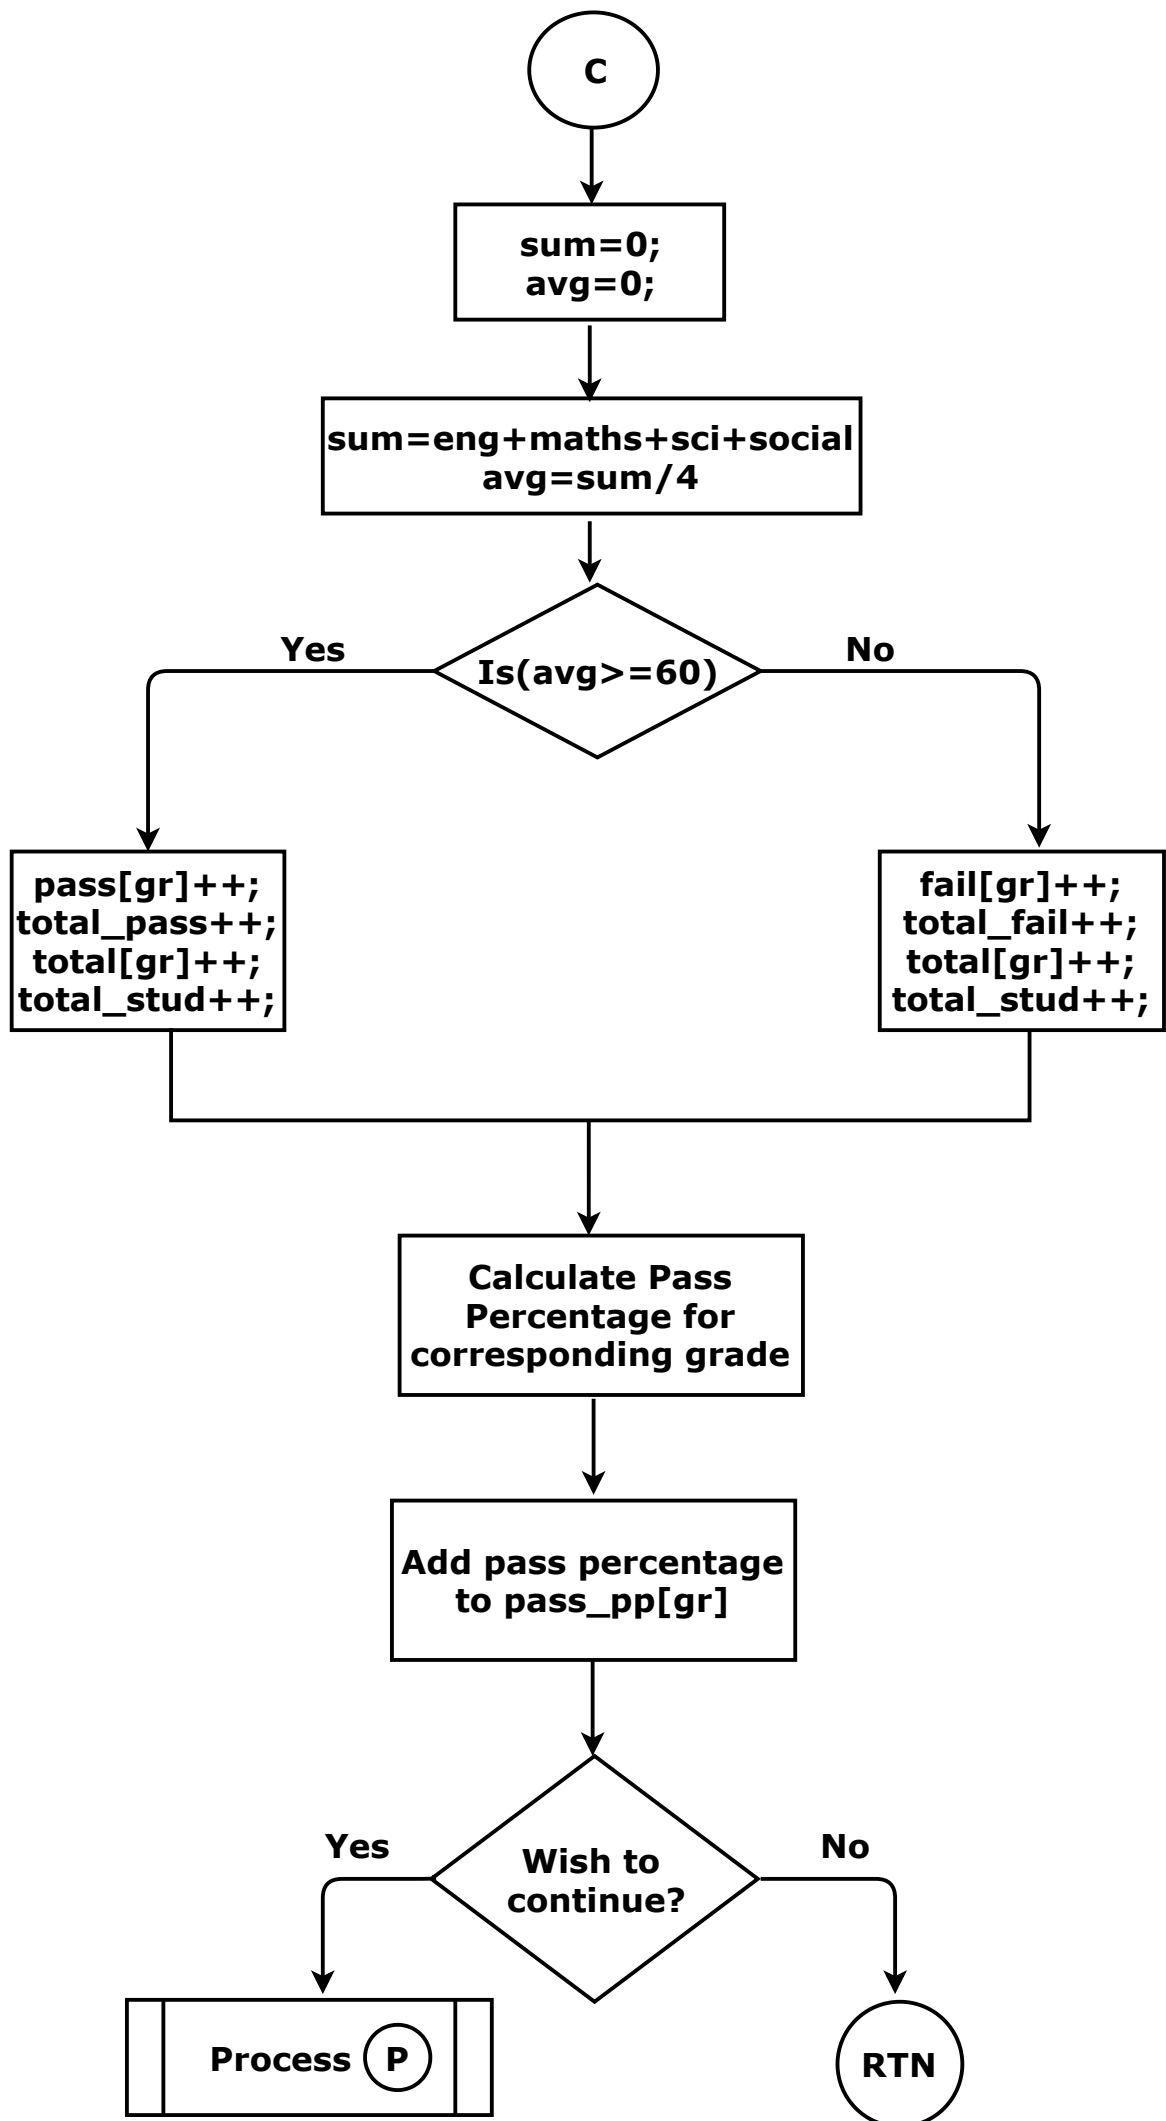 C
sum=0;
avg=0;
sum=eng+maths+sci+social
avg=sum/4
Is(avg>=60)
Yes
No
pass[gr]++;
total_pass++;
total[gr]++;
total_stud++;
fail[gr]++;
total_fail++;
total[gr]++;
total_stud++;
Calculate Pass
Percentage for
corresponding grade
Add pass percentage
to pass_pp[gr]
Wish to
continue?
Yes
No
Process P
RTN